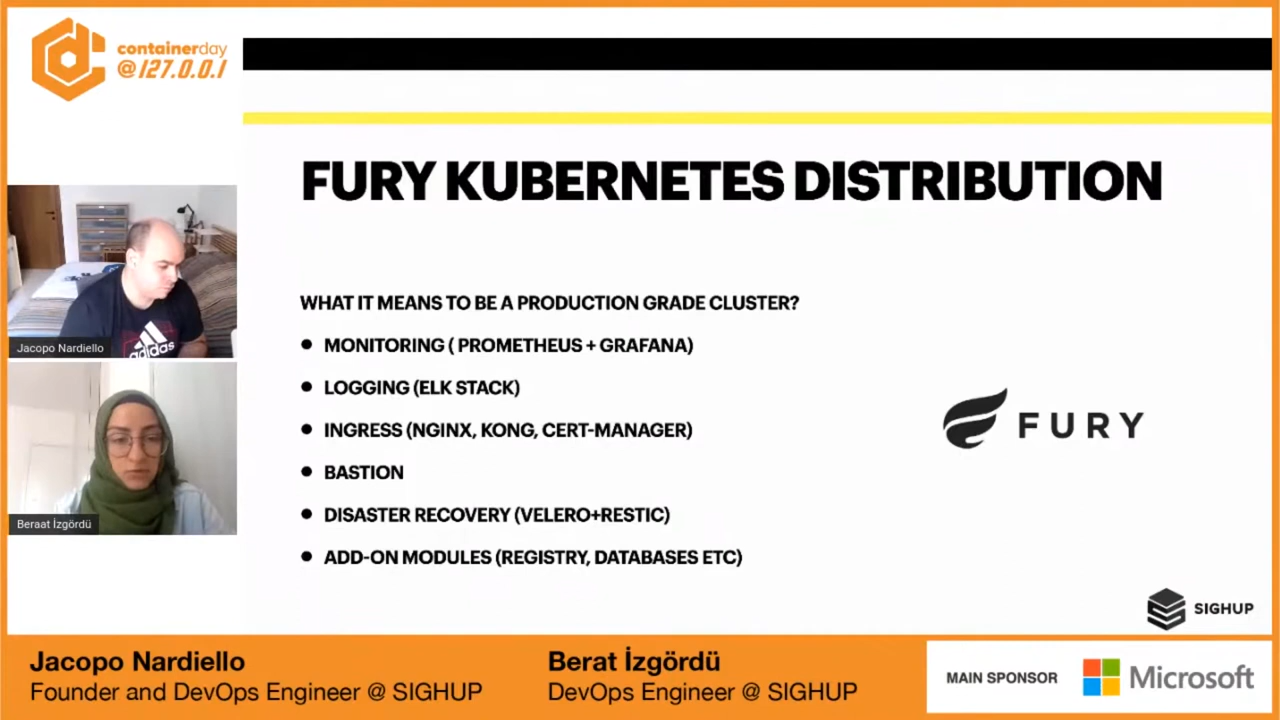 containerday
@127.0.0.1
FURY KUBERNETES DISTRIBUTION
WHAT IT MEANS TO BE A PRODUCTION GRADE CLUSTER?
● MONITORING ( PROMETHEUS + GRAFANA)
● LOGGING (ELK STACK)
● INGRESS (NGINX, KONG, CERT-MANAGER)
● BASTION
● DISASTER RECOVERY (VELERO+RESTIC)
● ADD-ON MODULES (REGISTRY, DATABASES ETC)
FURY
SIGHUP
adidas
Jacopo Nardiello
Beraat İzgördü
Jacopo Nardiello
Founder and DevOps Engineer @ SIGHUP
Berat İzgördü
DevOps Engineer @ SIGHUP
MAIN SPONSOR
Microsoft